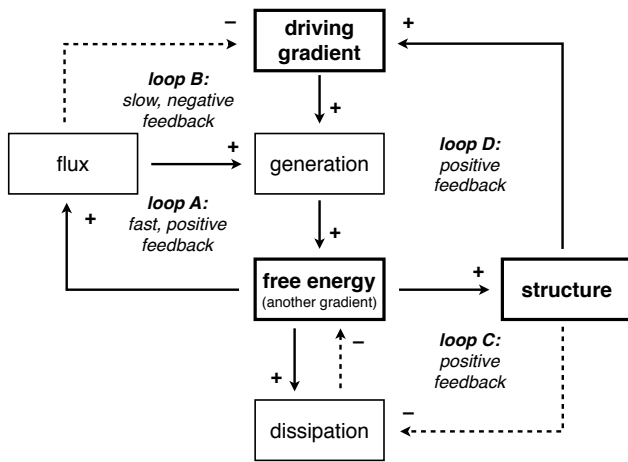 −
driving
gradient
+
loop B:
slow, negative
feedback
+
flux
+
generation
loop D:
positive
feedback
loop A:
fast, positive
feedback
+
+
free energy
(another gradient)
+
structure
−
loop C:
positive
feedback
+
−
dissipation